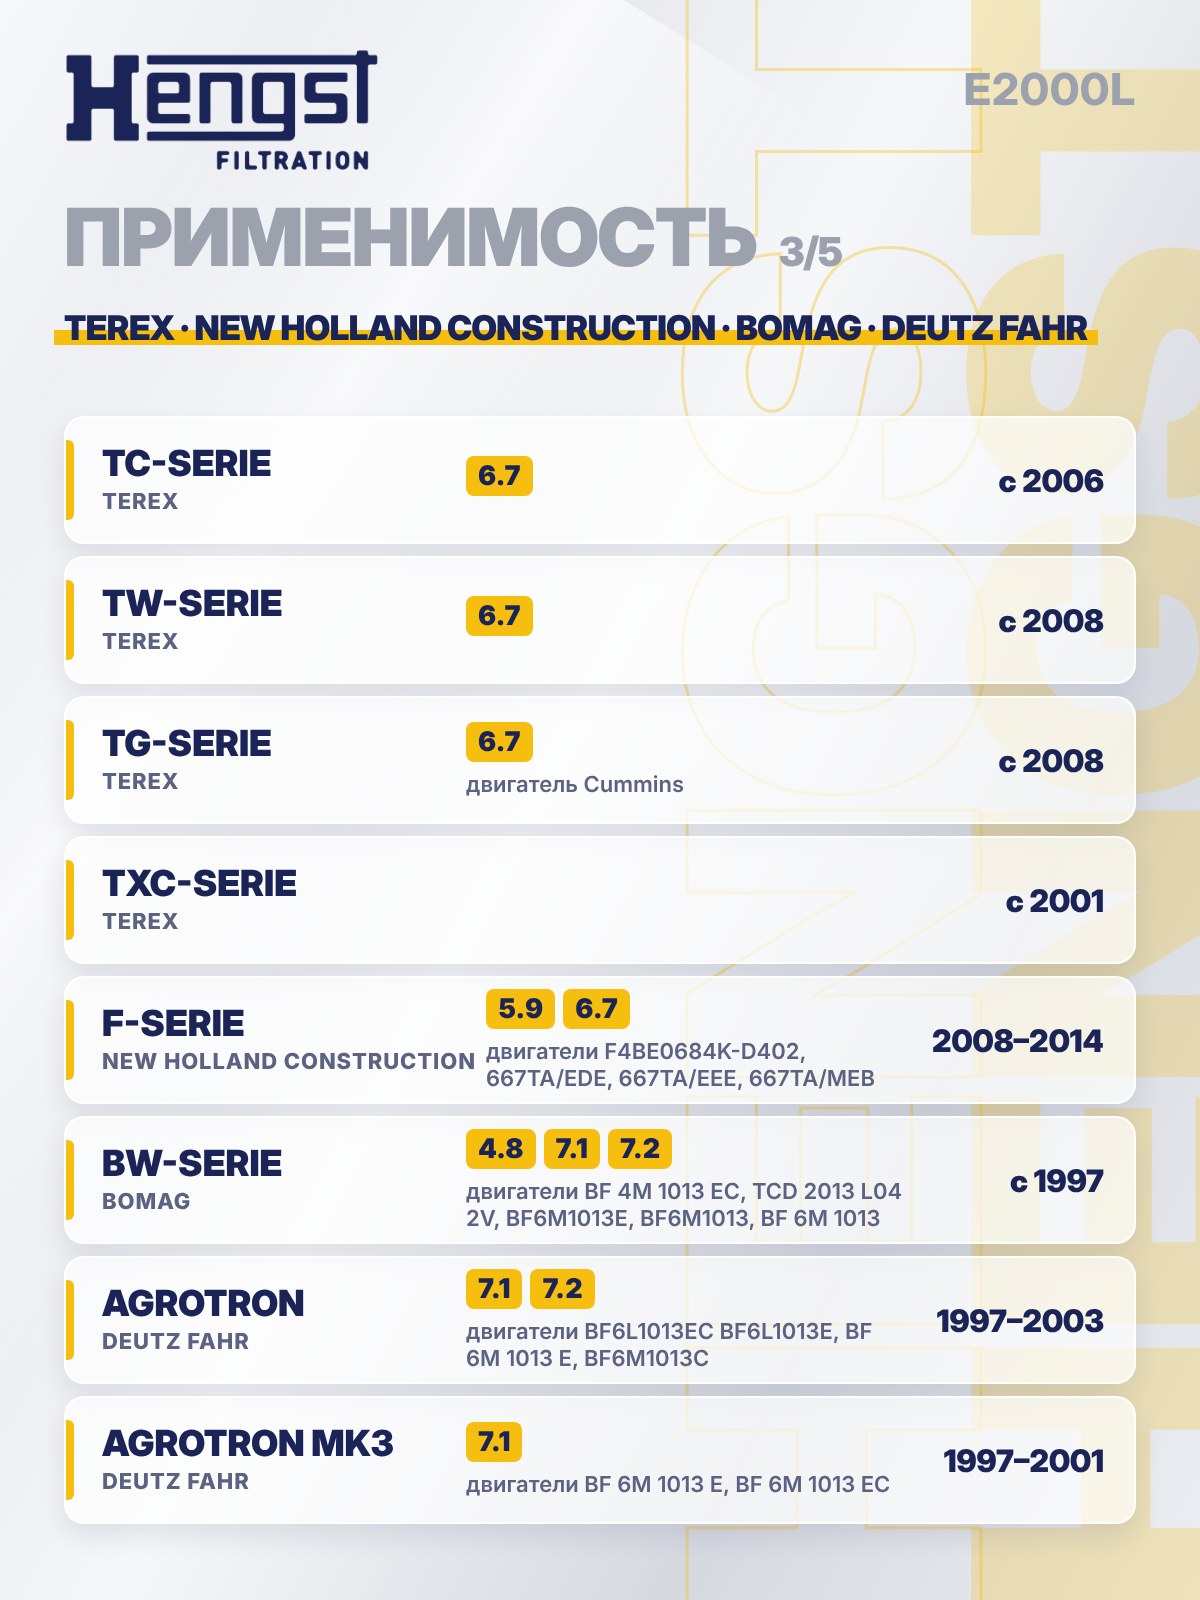 Hengst
FILTRATION
E2000L
ПРИМЕНИМОСТЬ 3/5
TEREX · NEW HOLLAND CONSTRUCTION · BOMAG · DEUTZ FAHR
TC-SERIE
TEREX
6.7
с 2006
TW-SERIE
TEREX
6.7
с 2008
TG-SERIE
TEREX
6.7
двигатель Cummins
с 2008
TXC-SERIE
TEREX
с 2001
F-SERIE
NEW HOLLAND CONSTRUCTION
5.9 6.7
двигатели F4BE0684K-D402,
667TA/EDE, 667TA/EEE, 667TA/MEB
2008–2014
BW-SERIE
BOMAG
4.8 7.1 7.2
двигатели BF 4M 1013 EC, TCD 2013 L04
2V, BF6M1013E, BF6M1013, BF 6M 1013
с 1997
AGROTRON
DEUTZ FAHR
7.1 7.2
двигатели BF6L1013EC BF6L1013E, BF
6M 1013 E, BF6M1013C
1997–2003
AGROTRON MK3
DEUTZ FAHR
7.1
двигатели BF 6M 1013 E, BF 6M 1013 EC
1997–2001
HENGST
HENGST